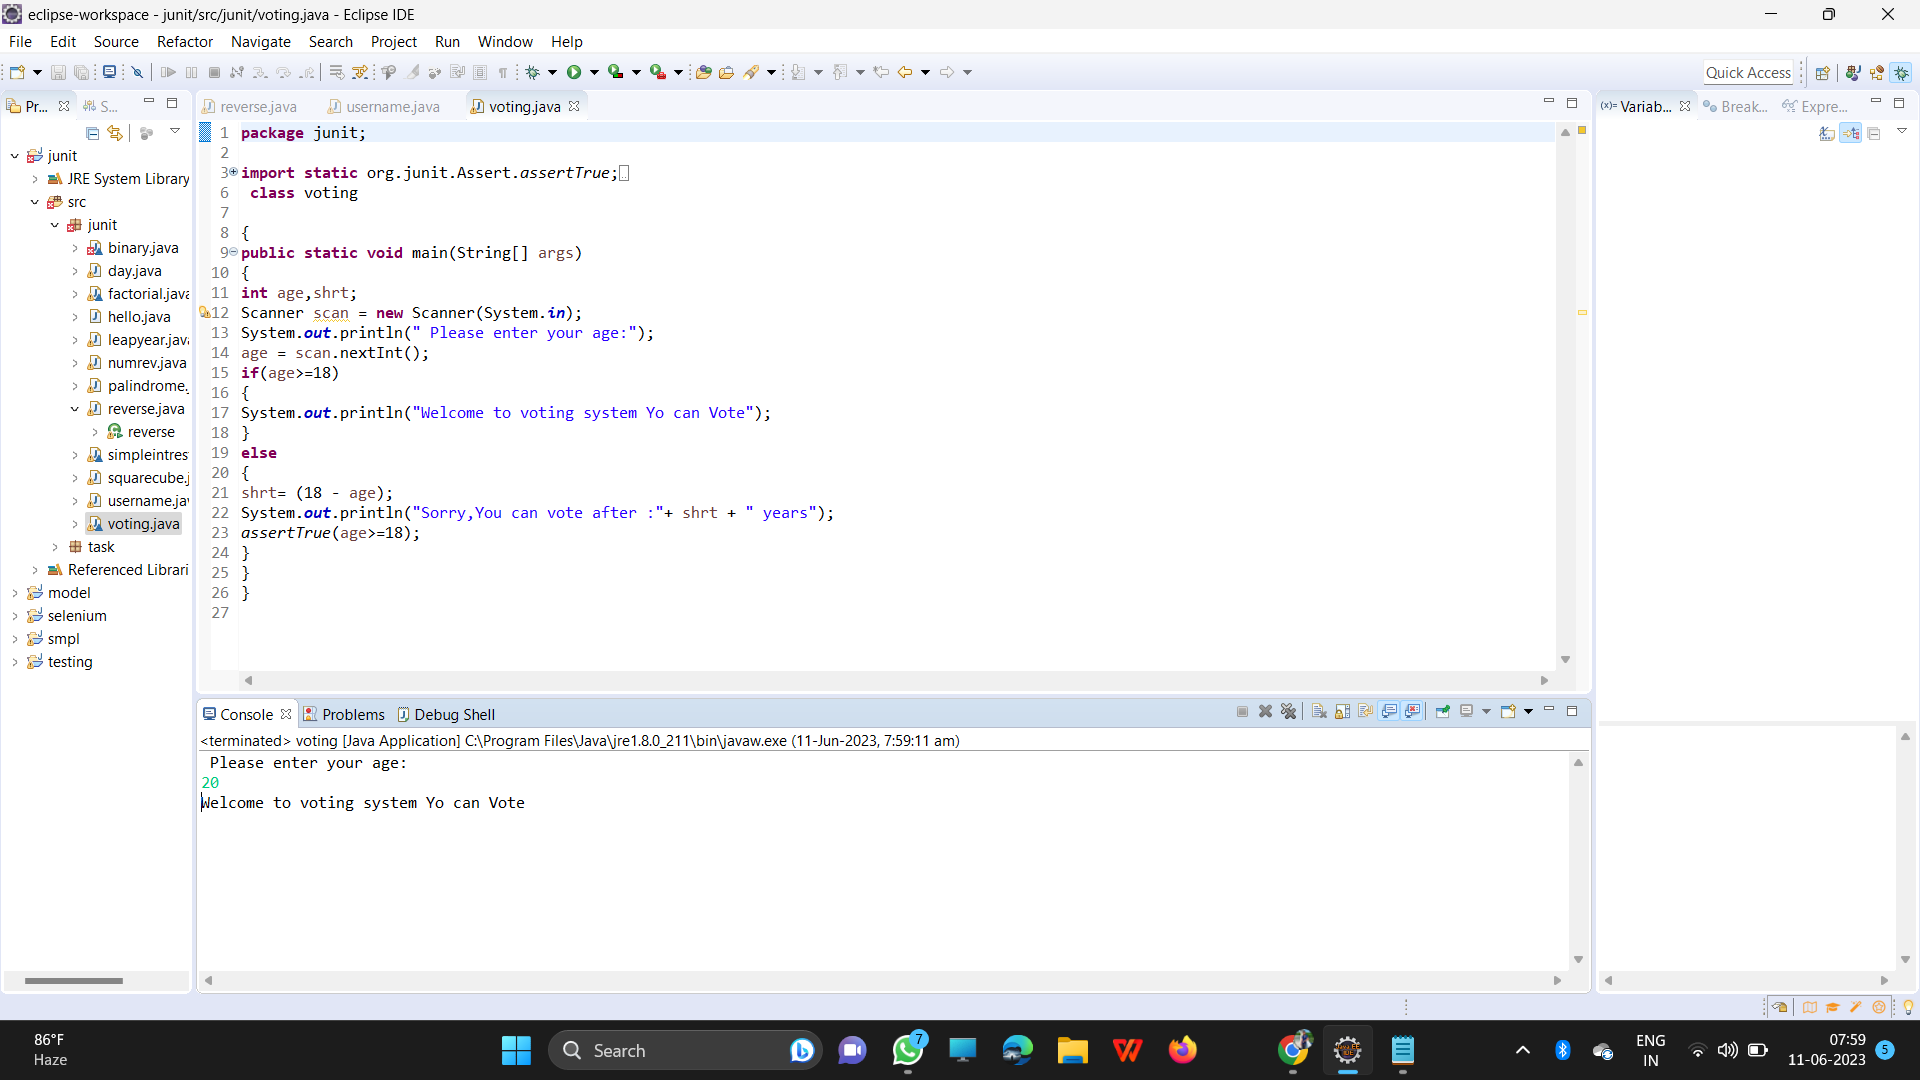 eclipse-workspace - junit/src/junit/voting.java - Eclipse IDE
File Edit Source Refactor Navigate Search Project Run Window Help
Quick Access
Pr... S...
junit
JRE System Library
src
junit
binary.java
day.java
factorial.java
hello.java
leapyear.java
numrev.java
palindrome.
reverse.java
reverse
simpleintres
squarecube.j
username.jav
voting.java
task
Referenced Librari
model
selenium
smpl
testing
reverse.java username.java voting.java
1 package junit;
2
3 import static org.junit.Assert.assertTrue;
6 class voting
7
8 {
9 public static void main(String[] args)
10 {
11 int age,shrt;
12 Scanner scan = new Scanner(System.in);
13 System.out.println(" Please enter your age:");
14 age = scan.nextInt();
15 if(age>=18)
16 {
17 System.out.println("Welcome to voting system Yo can Vote");
18 }
19 else
20 {
21 shrt= (18 - age);
22 System.out.println("Sorry,You can vote after :"+ shrt + " years");
23 assertTrue(age>=18);
24 }
25 }
26 }
27
(x)= Variab... Break... Expre...
Console Problems Debug Shell
<terminated> voting [Java Application] C:\Program Files\Java\jre1.8.0_211\bin\javaw.exe (11-Jun-2023, 7:59:11 am)
Please enter your age:
20
Welcome to voting system Yo can Vote
86°F
Haze
Search
7
ENG
IN
07:59
11-06-2023
5